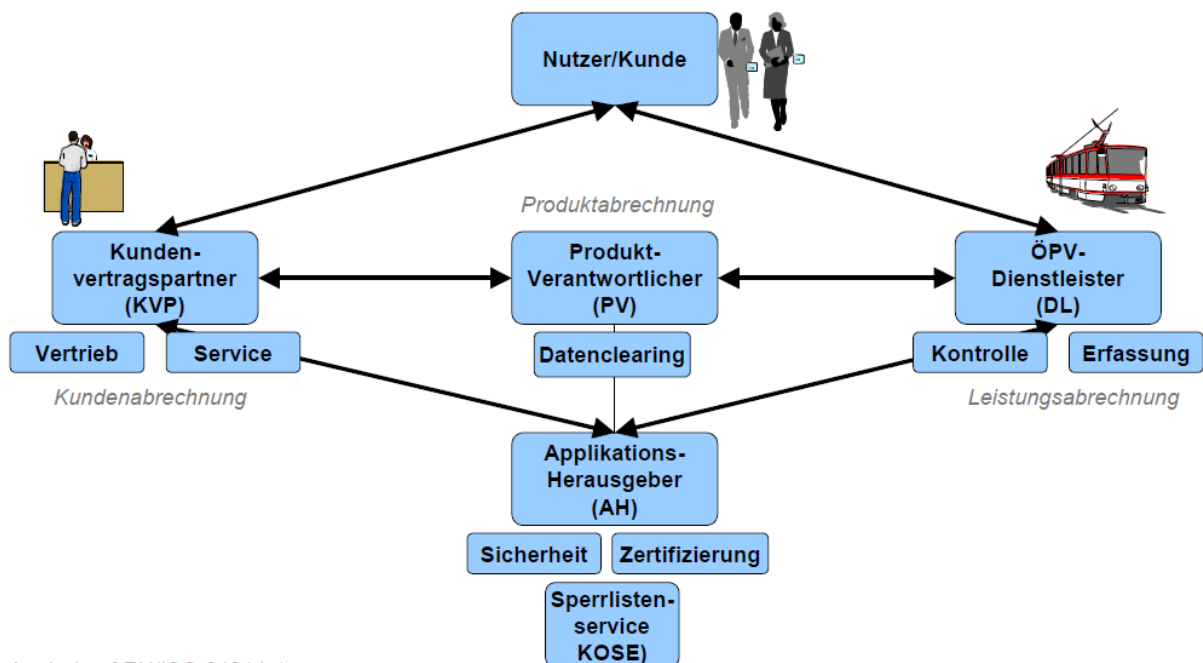 Nutzer/Kunde
Produktabrechnung
Kunden-
vertragspartner
(KVP)
Produkt-
Verantwortlicher
(PV)
ÖPV-
Dienstleister
(DL)
Vertrieb
Service
Datenclearing
Kontrolle
Erfassung
Kundenabrechnung
Leistungsabrechnung
Applikations-
Herausgeber
(AH)
Sicherheit
Zertifizierung
Sperrlisten-
service
KOSE)